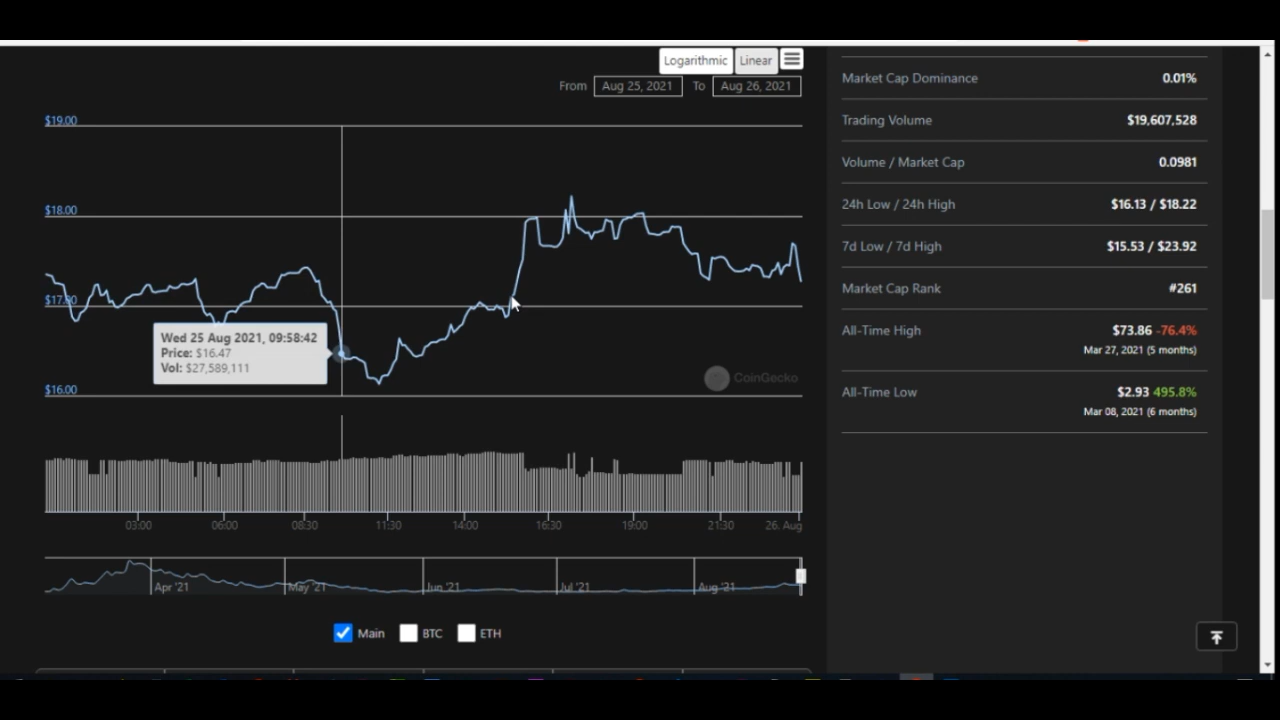 Logarithmic Linear
From Aug 25, 2021 To Aug 26, 2021
$19.00
$18.00
$17.00
$16.00
Wed 25 Aug 2021, 09:58:42
Price: $16.47
Vol: $27,589,111
CoinGecko
03:00 06:00 08:30 11:30 14:00 16:30 19:00 21:30 26. Aug
Apr '21 May '21 Jun '21 Jul '21 Aug '21
Main BTC ETH
Market Cap Dominance 0.01%
Trading Volume $19,607,528
Volume / Market Cap 0.0981
24h Low / 24h High $16.13 / $18.22
7d Low / 7d High $15.53 / $23.92
Market Cap Rank #261
All-Time High $73.86 -76.4%
Mar 27, 2021 (5 months)
All-Time Low $2.93 495.8%
Mar 08, 2021 (6 months)